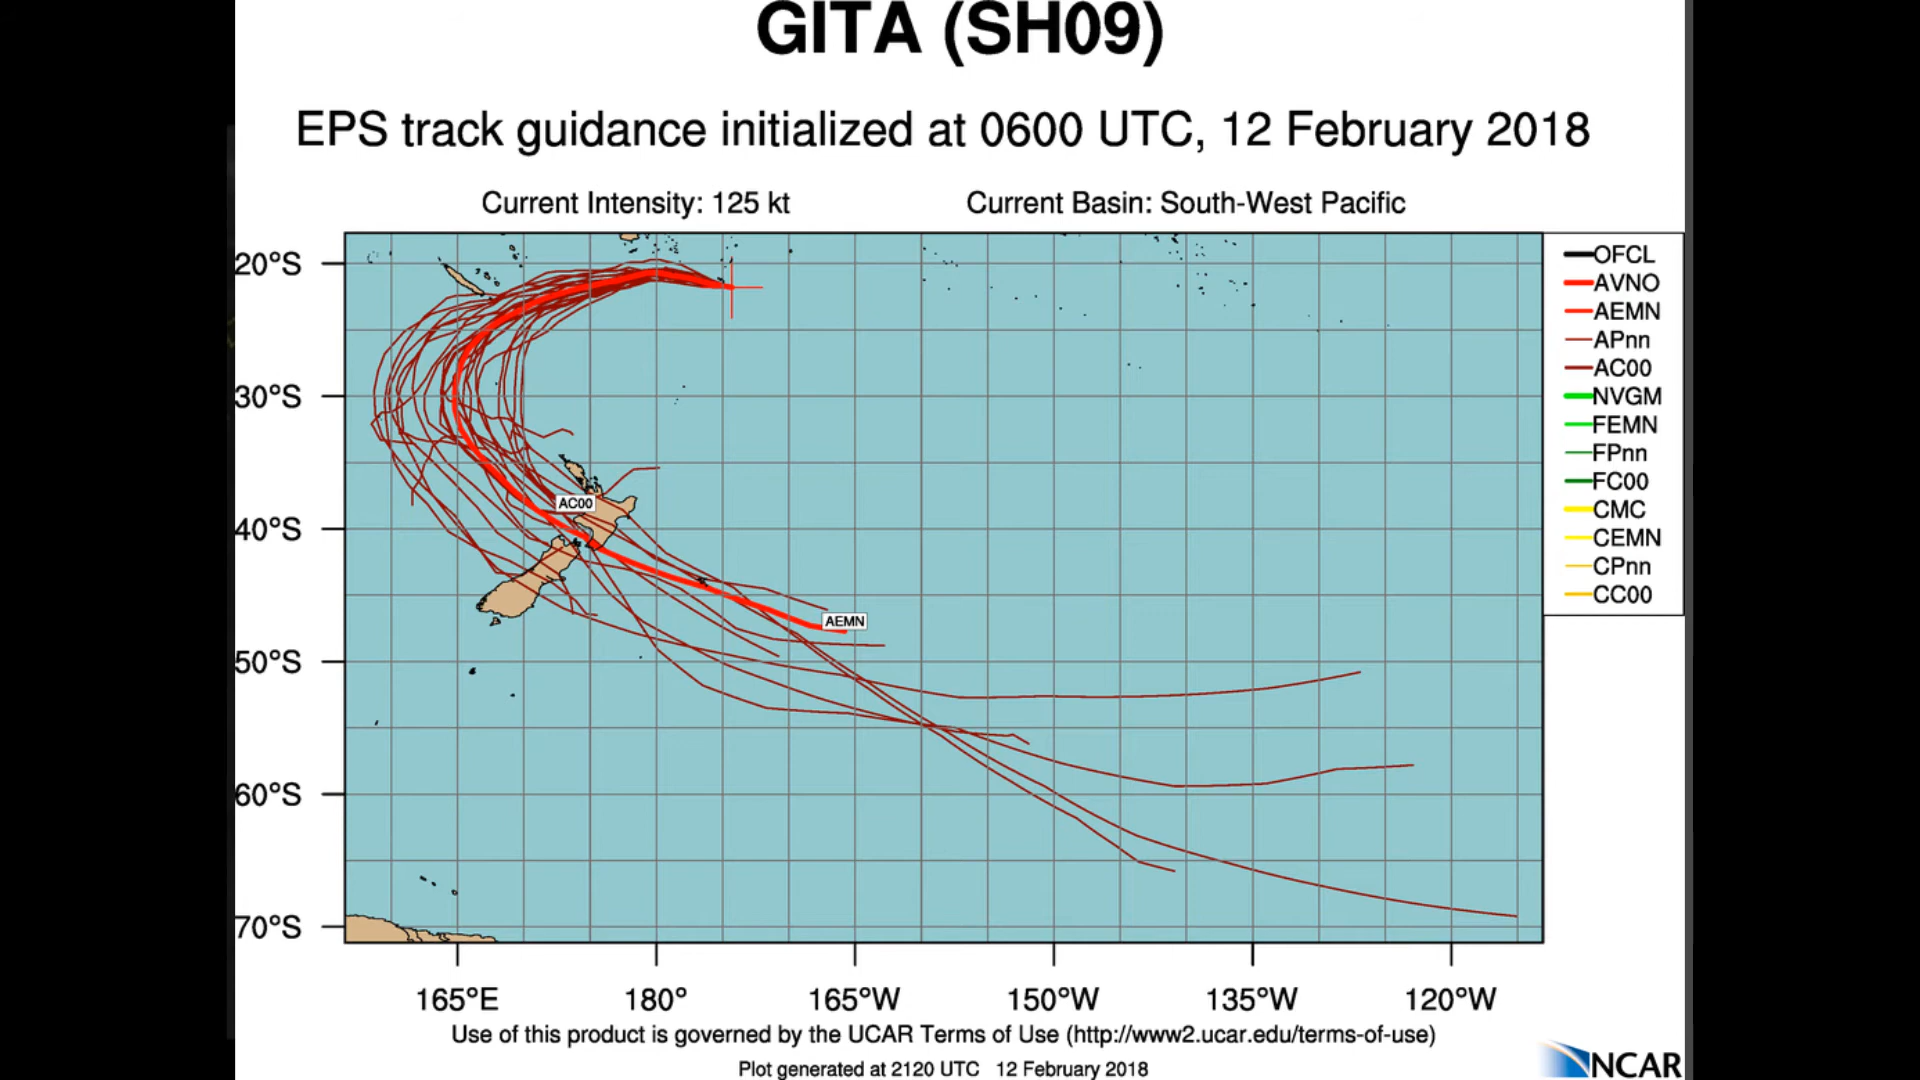 GITA (SH09)
EPS track guidance initialized at 0600 UTC, 12 February 2018
Current Intensity: 125 kt
Current Basin: South-West Pacific
20°S
30°S
40°S
50°S
60°S
70°S
AC00
AEMN
OFCL
AVNO
AEMN
APnn
AC00
NVGM
FEMN
FPnn
FC00
CMC
CEMN
CPnn
CC00
165°E 180° 165°W 150°W 135°W 120°W
Use of this product is governed by the UCAR Terms of Use (http://www2.ucar.edu/terms-of-use)
Plot generated at 2120 UTC 12 February 2018
NCAR